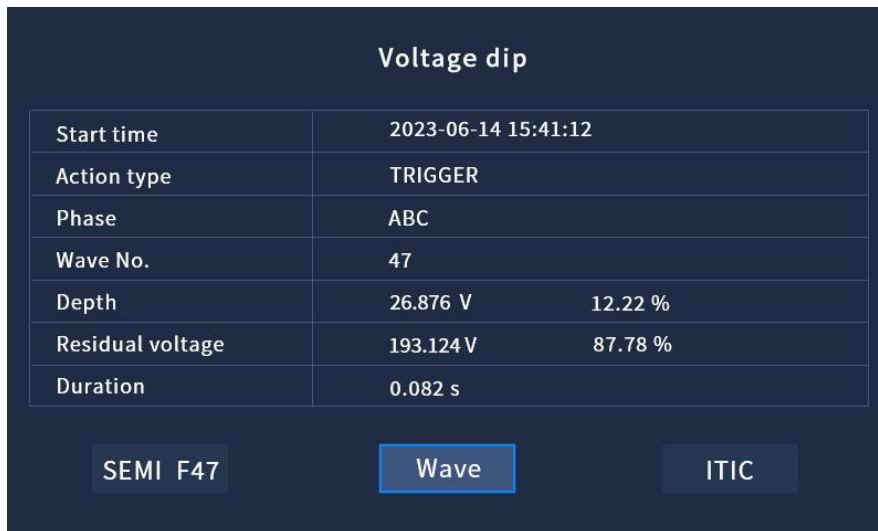 Voltage dip
Start time 2023-06-14 15:41:12
Action type TRIGGER
Phase ABC
Wave No. 47
Depth 26.876 V 12.22 %
Residual voltage 193.124 V 87.78 %
Duration 0.082 s
SEMI F47 Wave ITIC